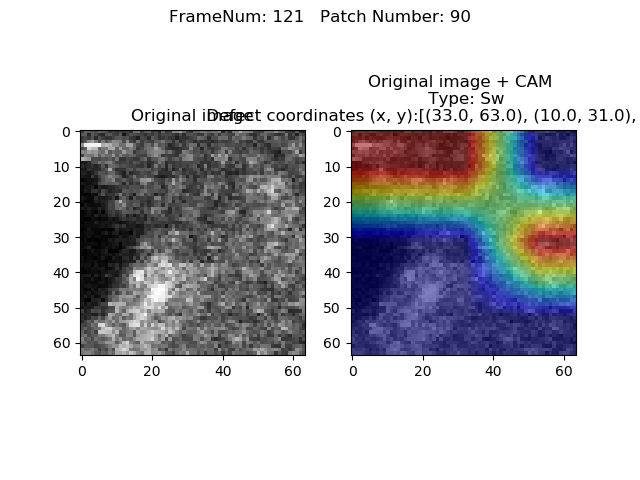 FrameNum: 121   Patch Number: 90
Original image + CAM
Type: Sw
Original image
Defect coordinates (x, y):[(33.0, 63.0), (10.0, 31.0),
0
10
20
30
40
50
60
0 20 40 60
0
10
20
30
40
50
60
0 20 40 60